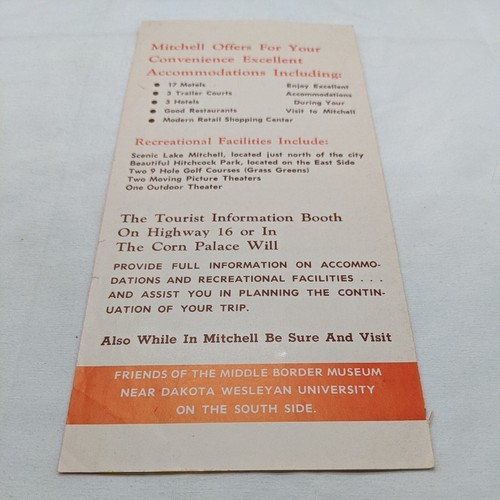 Mitchell Offers For Your
Convenience Excellent
Accommodations Including:
• 17 Motels
• 3 Trailer Courts
• 3 Hotels
• Good Restaurants
• Modern Retail Shopping Center
Enjoy Excellent
Accommodations
During Your
Visit to Mitchell
Recreational Facilities Include:
Scenic Lake Mitchell, located just north of the city
Beautiful Hitchcock Park, located on the East Side
Two 9 Hole Golf Courses (Grass Greens)
Two Moving Picture Theaters
One Outdoor Theater
The Tourist Information Booth
On Highway 16 or In
The Corn Palace Will
PROVIDE FULL INFORMATION ON ACCOMMO-
DATIONS AND RECREATIONAL FACILITIES . . .
AND ASSIST YOU IN PLANNING THE CONTIN-
UATION OF YOUR TRIP.
Also While In Mitchell Be Sure And Visit
FRIENDS OF THE MIDDLE BORDER MUSEUM
NEAR DAKOTA WESLEYAN UNIVERSITY
ON THE SOUTH SIDE.